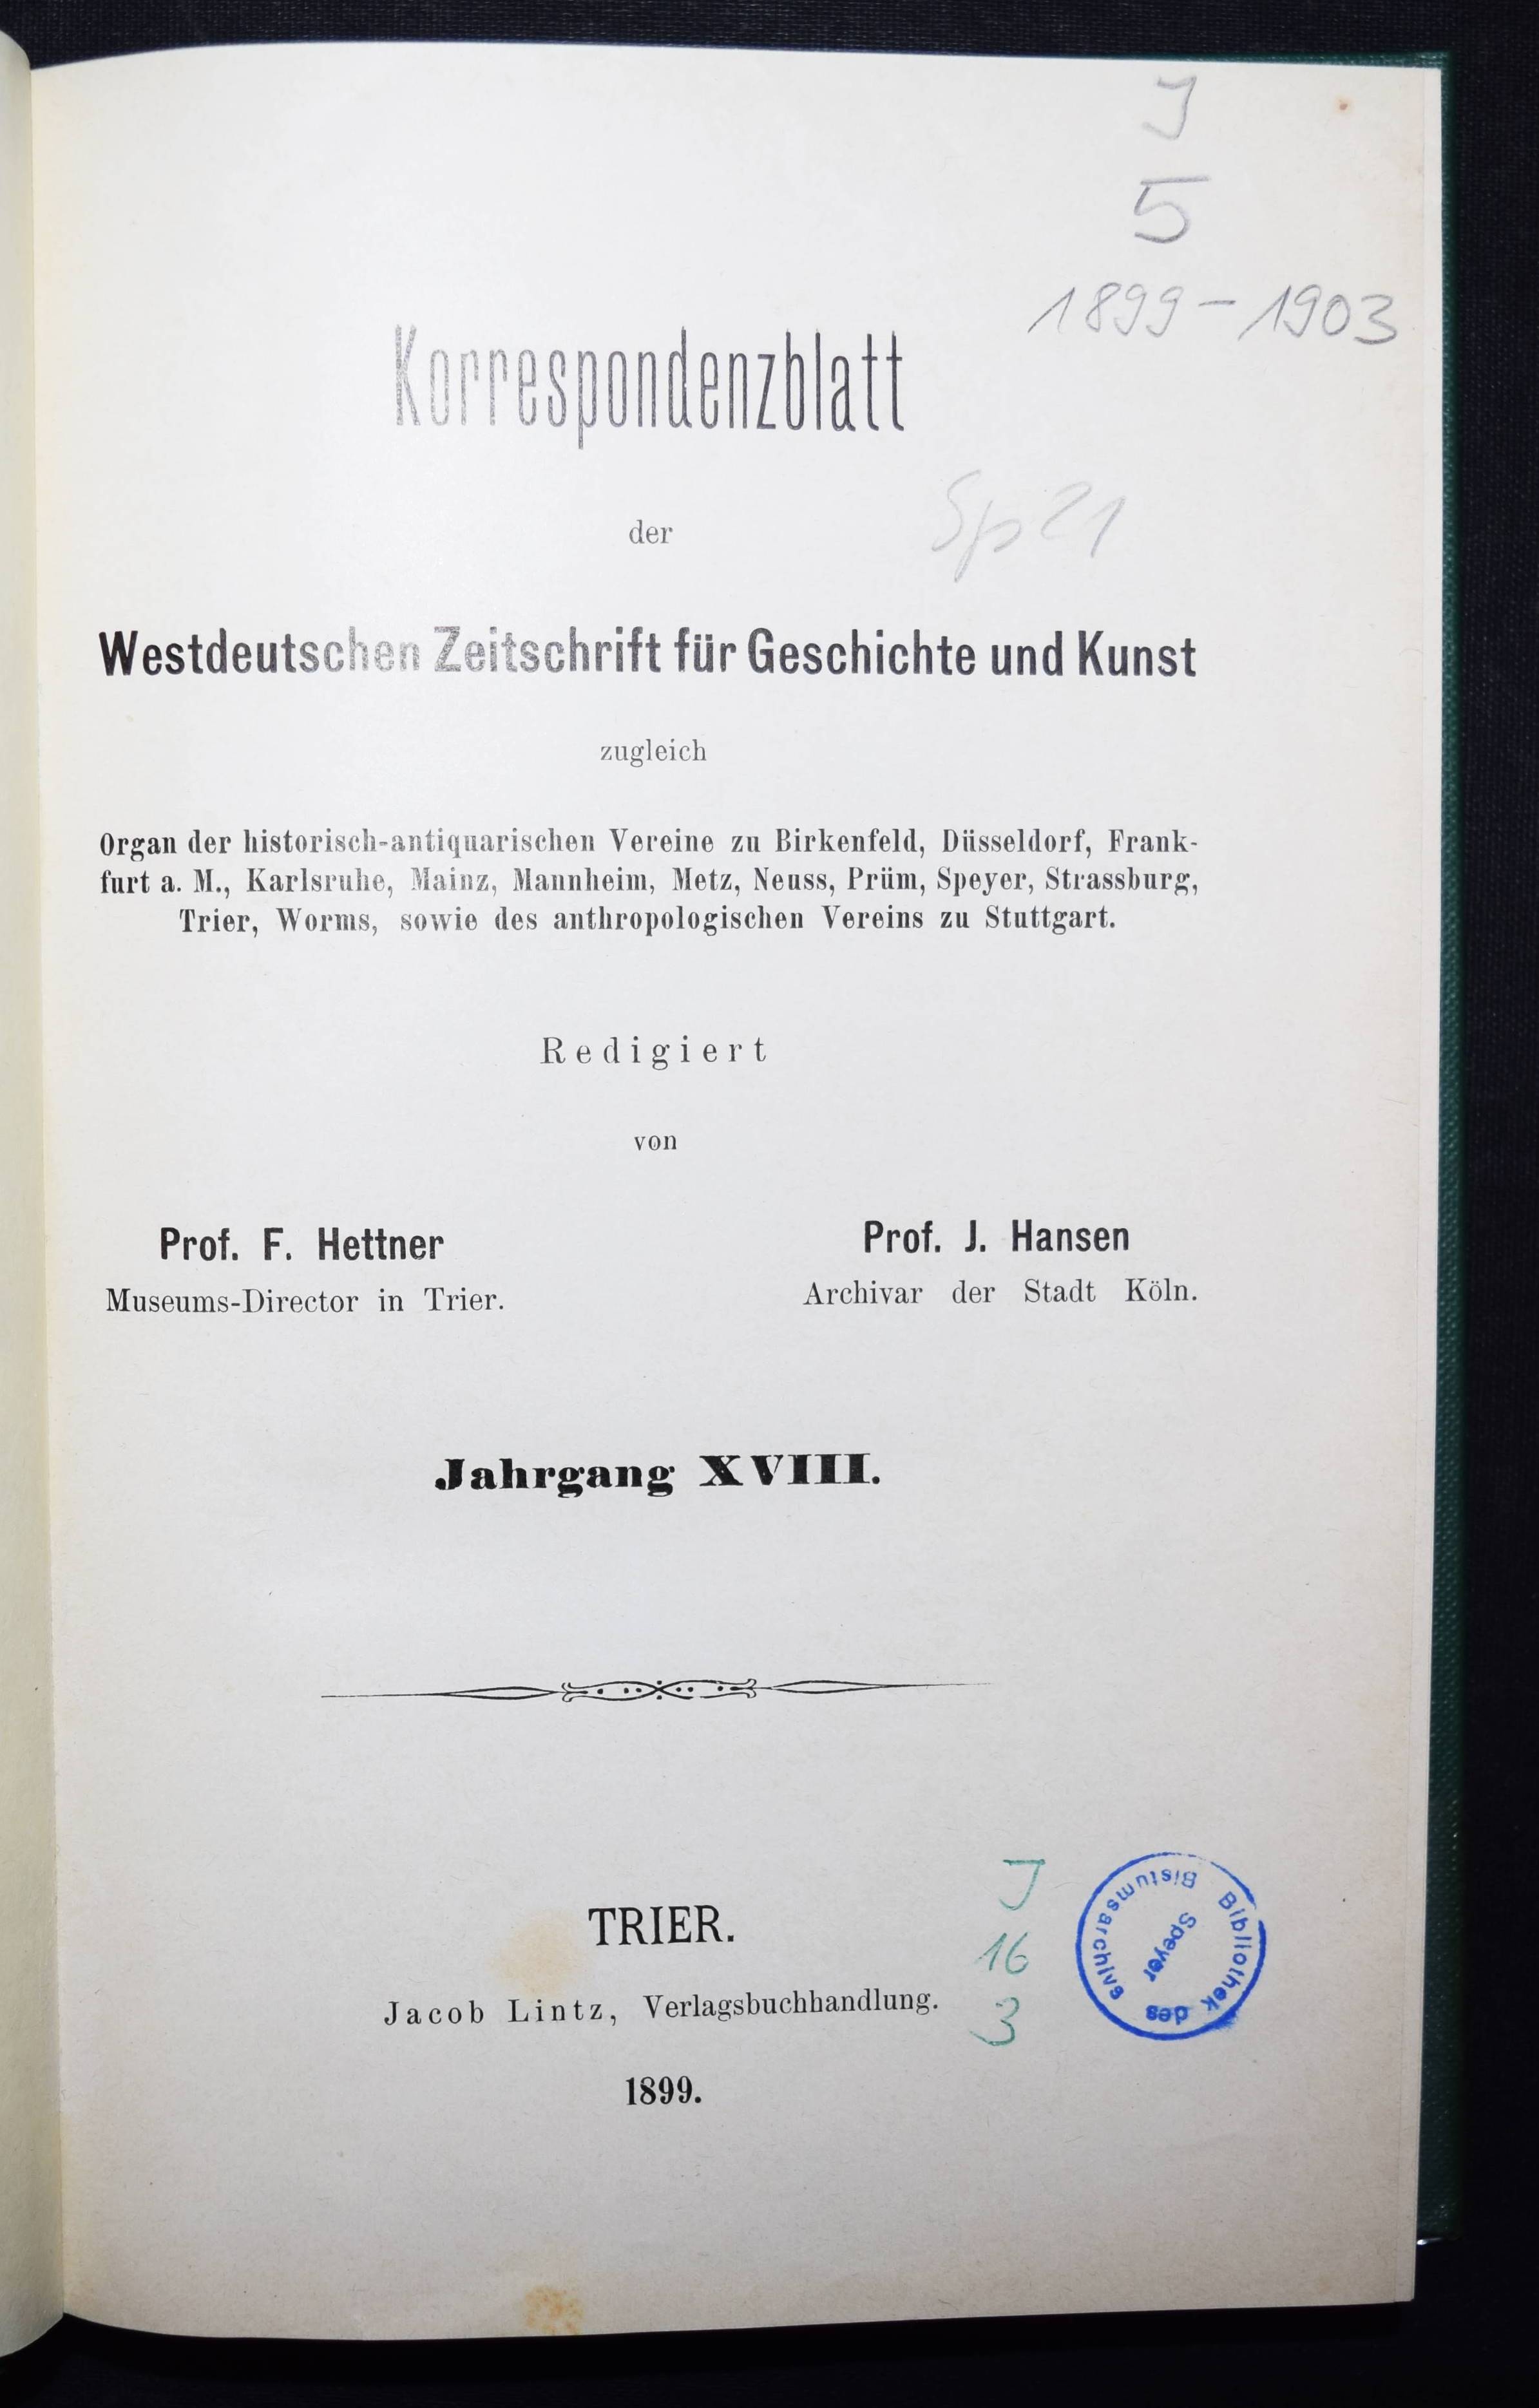 J
5
1899-1903
Korrespondenzblatt
der
Sp 21
Westdeutschen Zeitschrift für Geschichte und Kunst
zugleich
Organ der historisch-antiquarischen Vereine zu Birkenfeld, Düsseldorf, Frank-
furt a. M., Karlsruhe, Mainz, Mannheim, Metz, Neuss, Prüm, Speyer, Strassburg,
Trier, Worms, sowie des anthropologischen Vereins zu Stuttgart.
Redigiert
von
Prof. F. Hettner
Museums-Director in Trier.
Prof. J. Hansen
Archivar der Stadt Köln.
Jahrgang XVIII.
TRIER.
Jacob Lintz, Verlagsbuchhandlung.
1899.
J
16
3
Bibliothek des Bistumsarchivs
Speyer